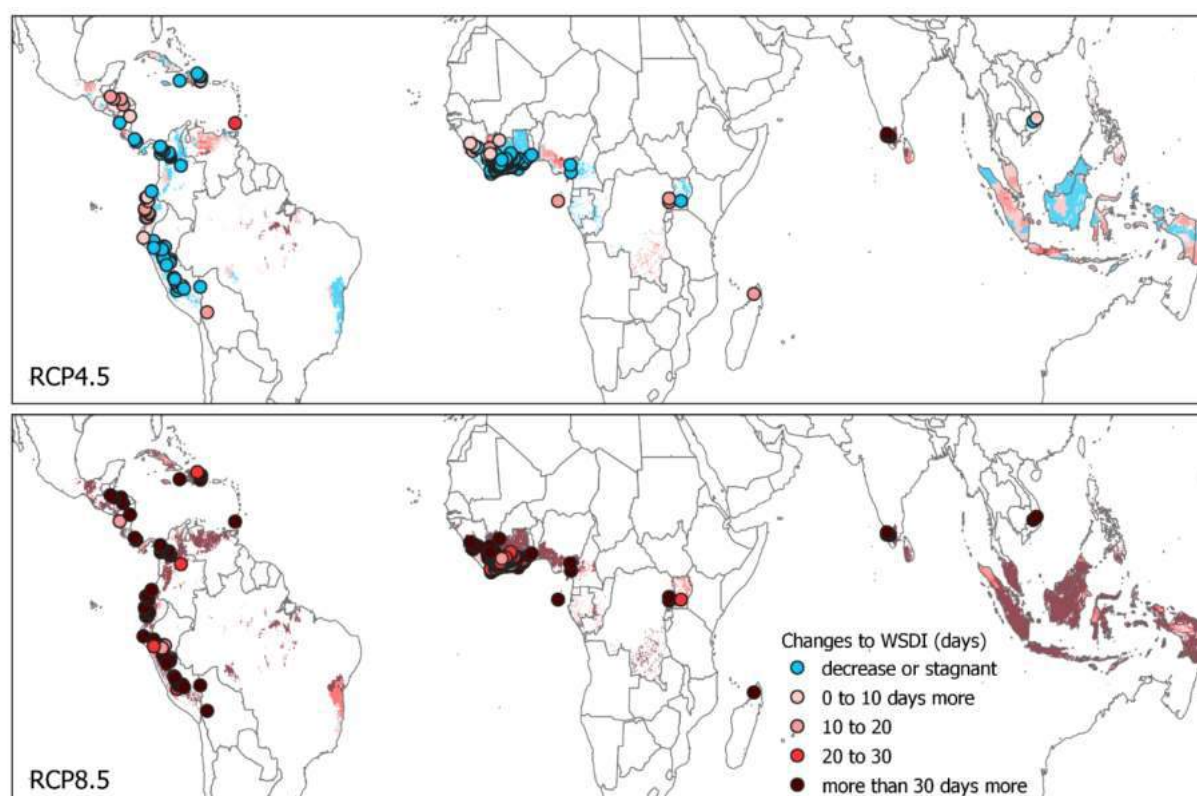 RCP4.5
RCP8.5
Changes to WSDI (days)
decrease or stagnant
0 to 10 days more
10 to 20
20 to 30
more than 30 days more